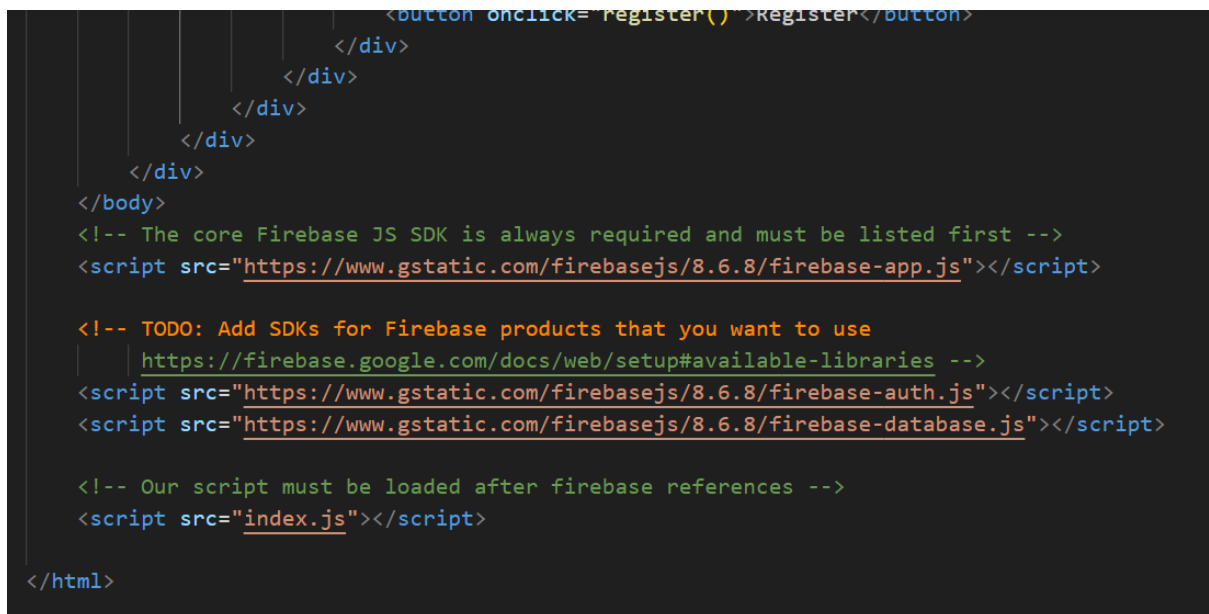 <button onclick="register()">Register</button>
</div>
</div>
</div>
</div>
</div>
</body>
<!-- The core Firebase JS SDK is always required and must be listed first -->
<script src="https://www.gstatic.com/firebasejs/8.6.8/firebase-app.js"></script>
<!-- TODO: Add SDKs for Firebase products that you want to use
https://firebase.google.com/docs/web/setup#available-libraries -->
<script src="https://www.gstatic.com/firebasejs/8.6.8/firebase-auth.js"></script>
<script src="https://www.gstatic.com/firebasejs/8.6.8/firebase-database.js"></script>
<!-- Our script must be loaded after firebase references -->
<script src="index.js"></script>
</html>